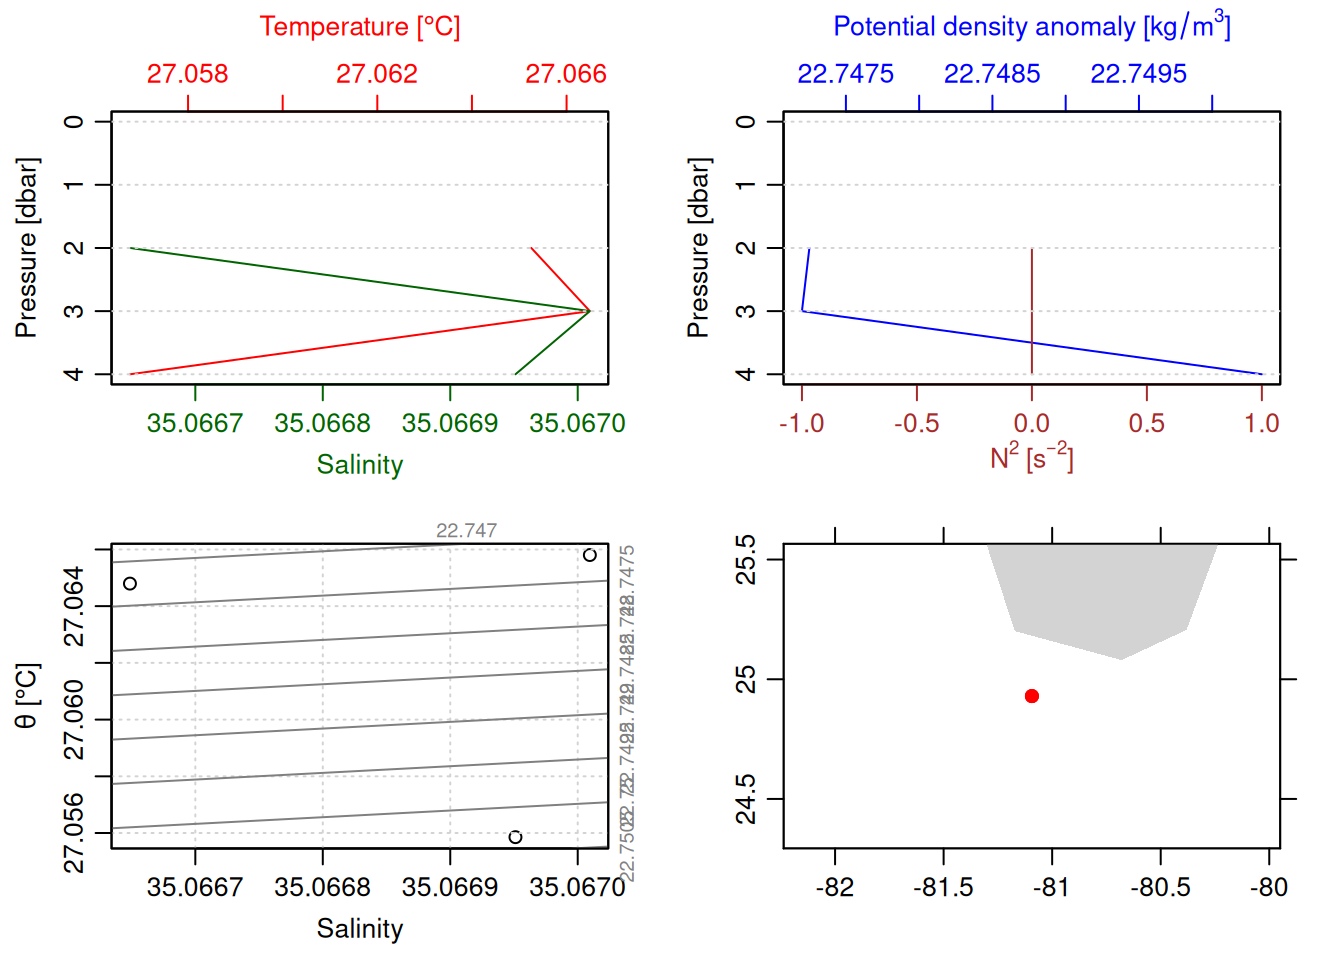 Temperature [°C]
27.058 27.062 27.066
0
1
2
3
4
Pressure [dbar]
35.0667 35.0668 35.0669 35.0670
Salinity
Potential density anomaly [kg/m³]
22.7475 22.7485 22.7495
0
1
2
3
4
Pressure [dbar]
-1.0 -0.5 0.0 0.5 1.0
N² [s⁻²]
22.747
22.7475
27.064
27.060
27.056
θ [°C]
35.0667 35.0668 35.0669 35.0670
Salinity
25.5
25
24.5
-82 -81.5 -81 -80.5 -80